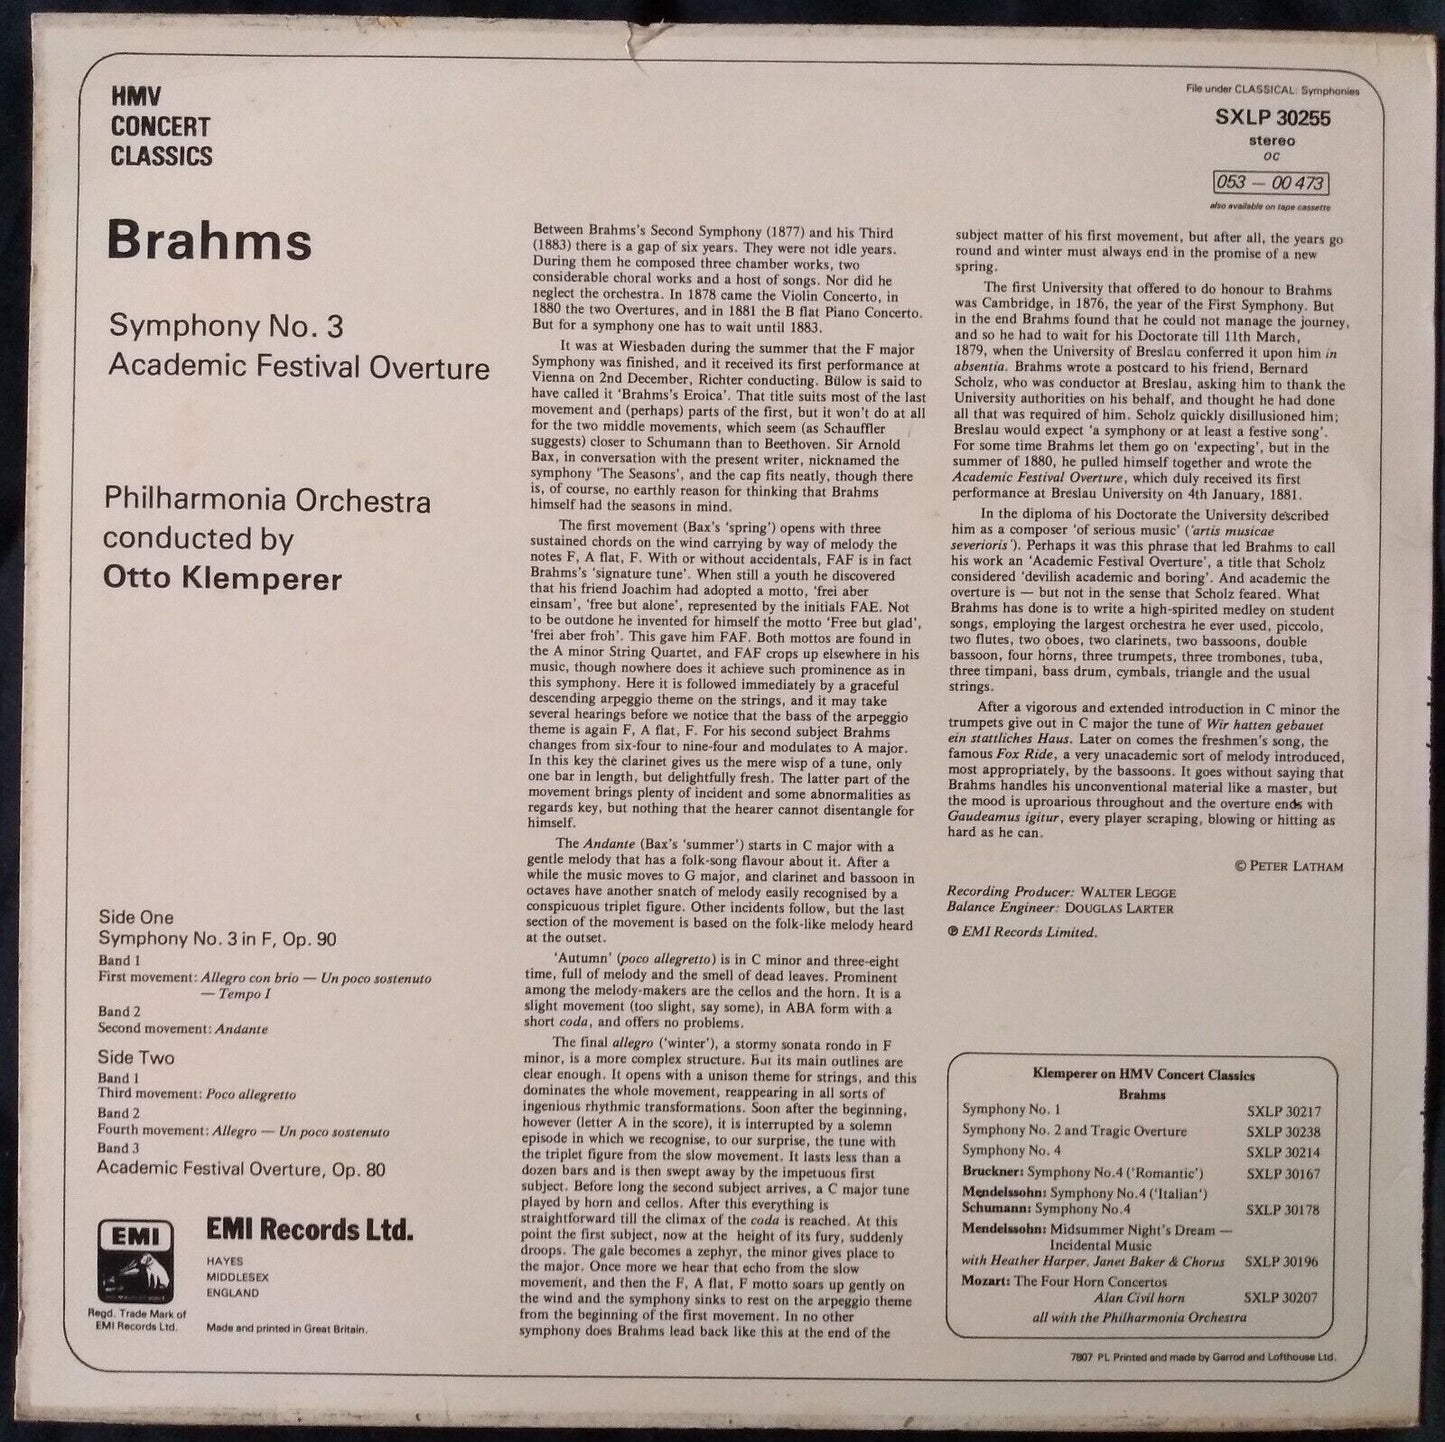 HMV
CONCERT
CLASSICS
File under CLASSICAL: Symphonies
SXLP 30255
stereo
OC
053 — 00 473
also available on tape cassette
Brahms
Symphony No. 3
Academic Festival Overture
Philharmonia Orchestra
conducted by
Otto Klemperer
Side One
Symphony No. 3 in F, Op. 90
Band 1
First movement: Allegro con brio — Un poco sostenuto
— Tempo I
Band 2
Second movement: Andante
Side Two
Band 1
Third movement: Poco allegretto
Band 2
Fourth movement: Allegro — Un poco sostenuto
Band 3
Academic Festival Overture, Op. 80
EMI
EMI Records Ltd.
HAYES
MIDDLESEX
ENGLAND
Regd. Trade Mark of
EMI Records Ltd.
Made and printed in Great Britain.
Between Brahms's Second Symphony (1877) and his Third
(1883) there is a gap of six years. They were not idle years.
During them he composed three chamber works, two
considerable choral works and a host of songs. Nor did he
neglect the orchestra. In 1878 came the Violin Concerto, in
1880 the two Overtures, and in 1881 the B flat Piano Concerto.
But for a symphony one has to wait until 1883.
It was at Wiesbaden during the summer that the F major
Symphony was finished, and it received its first performance at
Vienna on 2nd December, Richter conducting. Bülow is said to
have called it 'Brahms's Eroica'. That title suits most of the last
movement and (perhaps) parts of the first, but it won't do at all
for the two middle movements, which seem (as Schauffler
suggests) closer to Schumann than to Beethoven. Sir Arnold
Bax, in conversation with the present writer, nicknamed the
symphony 'The Seasons', and the cap fits neatly, though there
is, of course, no earthly reason for thinking that Brahms
himself had the seasons in mind.
The first movement (Bax's 'spring') opens with three
sustained chords on the wind carrying by way of melody the
notes F, A flat, F. With or without accidentals, FAF is in fact
Brahms's 'signature tune'. When still a youth he discovered
that his friend Joachim had adopted a motto, 'frei aber
einsam', 'free but alone', represented by the initials FAE. Not
to be outdone he invented for himself the motto 'Free but glad',
'frei aber froh'. This gave him FAF. Both mottos are found in
the A minor String Quartet, and FAF crops up elsewhere in his
music, though nowhere does it achieve such prominence as in
this symphony. Here it is followed immediately by a graceful
descending arpeggio theme on the strings, and it may take
several hearings before we notice that the bass of the arpeggio
theme is again F, A flat, F. For his second subject Brahms
changes from six-four to nine-four and modulates to A major.
In this key the clarinet gives us the mere wisp of a tune, only
one bar in length, but delightfully fresh. The latter part of the
movement brings plenty of incident and some abnormalities as
regards key, but nothing that the hearer cannot disentangle for
himself.
The Andante (Bax's 'summer') starts in C major with a
gentle melody that has a folk-song flavour about it. After a
while the music moves to G major, and clarinet and bassoon in
octaves have another snatch of melody easily recognised by a
conspicuous triplet figure. Other incidents follow, but the last
section of the movement is based on the folk-like melody heard
at the outset.
'Autumn' (poco allegretto) is in C minor and three-eight
time, full of melody and the smell of dead leaves. Prominent
among the melody-makers are the cellos and the horn. It is a
slight movement (too slight, say some), in ABA form with a
short coda, and offers no problems.
The final allegro ('winter'), a stormy sonata rondo in F
minor, is a more complex structure. But its main outlines are
clear enough. It opens with a unison theme for strings, and this
dominates the whole movement, reappearing in all sorts of
ingenious rhythmic transformations. Soon after the beginning,
however (letter A in the score), it is interrupted by a solemn
episode in which we recognise, to our surprise, the tune with
the triplet figure from the slow movement. It lasts less than a
dozen bars and is then swept away by the impetuous first
subject. Before long the second subject arrives, a C major tune
played by horn and cellos. After this everything is
straightforward till the climax of the coda is reached. At this
point the first subject, now at the height of its fury, suddenly
droops. The gale becomes a zephyr, the minor gives place to
the major. Once more we hear that echo from the slow
movement, and then the F, A flat, F motto soars up gently on
the wind and the symphony sinks to rest on the arpeggio theme
from the beginning of the first movement. In no other
symphony does Brahms lead back like this at the end of the
subject matter of his first movement, but after all, the years go
round and winter must always end in the promise of a new
spring.
The first University that offered to do honour to Brahms
was Cambridge, in 1876, the year of the First Symphony. But
in the end Brahms found that he could not manage the journey,
and so he had to wait for his Doctorate till 11th March,
1879, when the University of Breslau conferred it upon him in
absentia. Brahms wrote a postcard to his friend, Bernard
Scholz, who was conductor at Breslau, asking him to thank the
University authorities on his behalf, and thought he had done
all that was required of him. Scholz quickly disillusioned him;
Breslau would expect 'a symphony or at least a festive song'.
For some time Brahms let them go on 'expecting', but in the
summer of 1880, he pulled himself together and wrote the
Academic Festival Overture, which duly received its first
performance at Breslau University on 4th January, 1881.
In the diploma of his Doctorate the University described
him as a composer 'of serious music' ('artis musicae
severioris'). Perhaps it was this phrase that led Brahms to call
his work an 'Academic Festival Overture', a title that Scholz
considered 'devilish academic and boring'. And academic the
overture is — but not in the sense that Scholz feared. What
Brahms has done is to write a high-spirited medley on student
songs, employing the largest orchestra he ever used, piccolo,
two flutes, two oboes, two clarinets, two bassoons, double
bassoon, four horns, three trumpets, three trombones, tuba,
three timpani, bass drum, cymbals, triangle and the usual
strings.
After a vigorous and extended introduction in C minor the
trumpets give out in C major the tune of Wir hatten gebauet
ein stattliches Haus. Later on comes the freshmen's song, the
famous Fox Ride, a very unacademic sort of melody introduced,
most appropriately, by the bassoons. It goes without saying that
Brahms handles his unconventional material like a master, but
the mood is uproarious throughout and the overture ends with
Gaudeamus igitur, every player scraping, blowing or hitting as
hard as he can.
© PETER LATHAM
Recording Producer: WALTER LEGGE
Balance Engineer: DOUGLAS LARTER
℗ EMI Records Limited.
Klemperer on HMV Concert Classics
Brahms
Symphony No. 1 SXLP 30217
Symphony No. 2 and Tragic Overture SXLP 30238
Symphony No. 4 SXLP 30214
Bruckner: Symphony No.4 ('Romantic') SXLP 30167
Mendelssohn: Symphony No.4 ('Italian')
Schumann: Symphony No.4 SXLP 30178
Mendelssohn: Midsummer Night's Dream —
Incidental Music
with Heather Harper, Janet Baker & Chorus SXLP 30196
Mozart: The Four Horn Concertos
Alan Civil horn SXLP 30207
all with the Philharmonia Orchestra
7807 PL Printed and made by Garrod and Lofthouse Ltd.